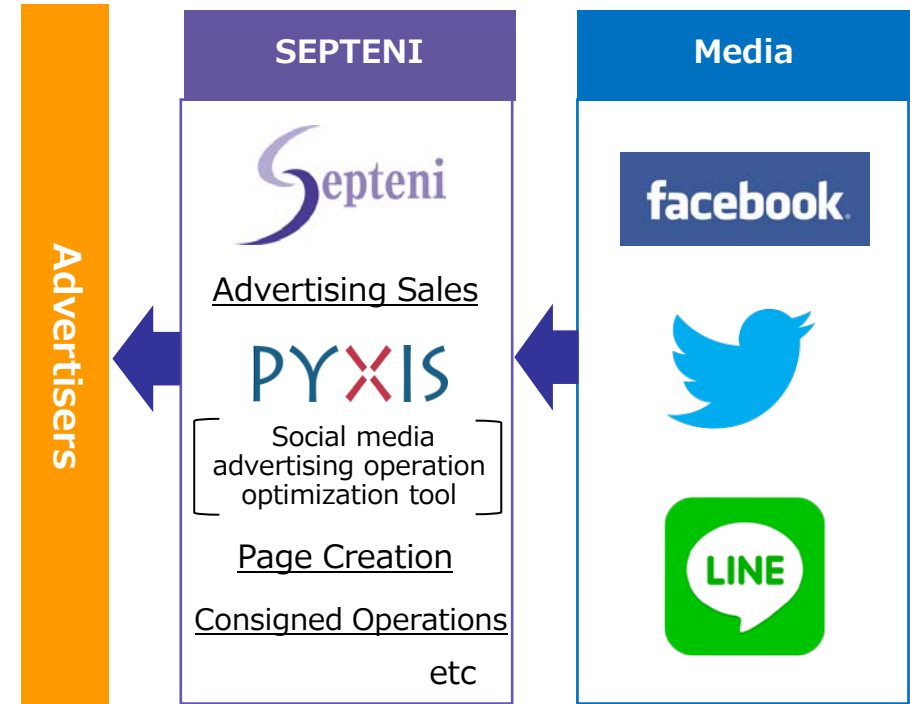 Advertisers
SEPTENI
Septeni
Advertising Sales
PYXIS
Social media
advertising operation
optimization tool
Page Creation
Consigned Operations
etc
Media
facebook
LINE